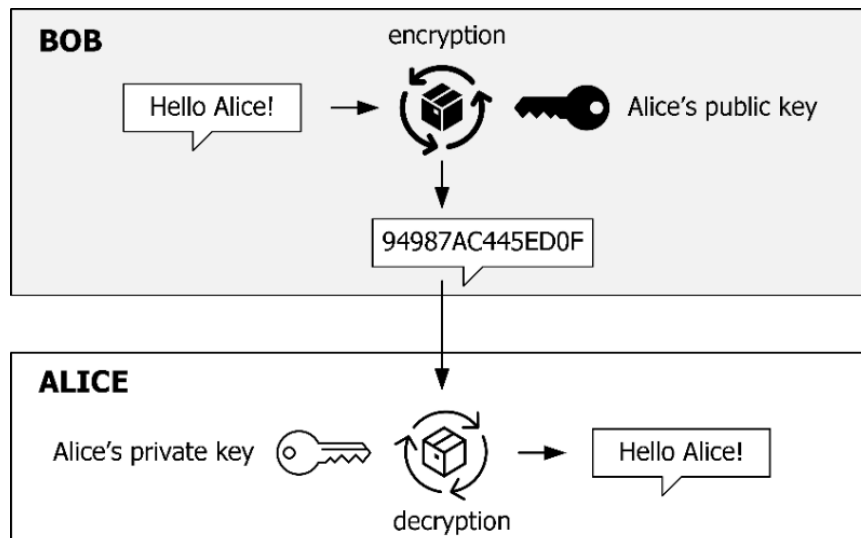 BOB
encryption
Hello Alice!
Alice's public key
94987AC445ED0F
ALICE
Alice's private key
Hello Alice!
decryption